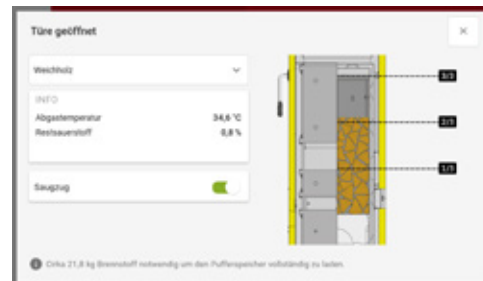 Türe geöffnet
Weichholz
INFO
Abgastemperatur 34,6 °C
Restsauerstoff 0,8 %
Saugzug
3/3
2/3
1/3
Cirka 21,8 kg Brennstoff notwendig um den Pufferspeicher vollständig zu laden.